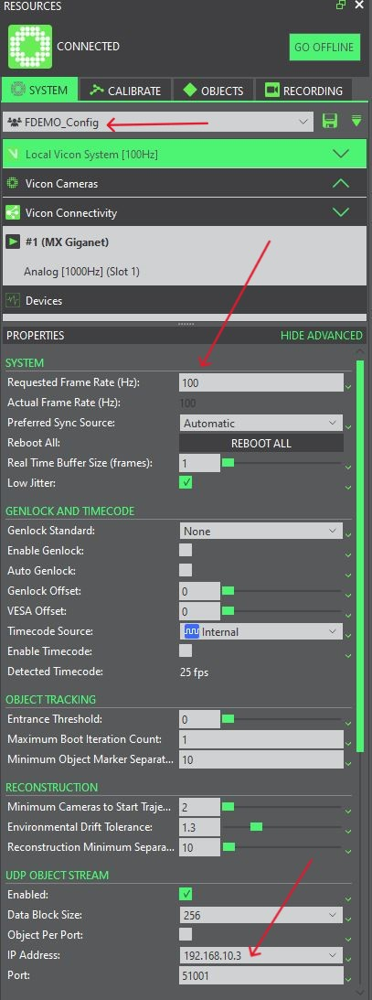 RESOURCES
CONNECTED
GO OFFLINE
SYSTEM CALIBRATE OBJECTS RECORDING
FDEMO_Config
Local Vicon System [100Hz]
Vicon Cameras
Vicon Connectivity
#1 (MX Giganet)
Analog [1000Hz] (Slot 1)
Devices
PROPERTIES HIDE ADVANCED
SYSTEM
Requested Frame Rate (Hz): 100
Actual Frame Rate (Hz): 100
Preferred Sync Source: Automatic
Reboot All: REBOOT ALL
Real Time Buffer Size (frames): 1
Low Jitter:
GENLOCK AND TIMECODE
Genlock Standard: None
Enable Genlock:
Auto Genlock:
Genlock Offset: 0
VESA Offset: 0
Timecode Source: Internal
Enable Timecode:
Detected Timecode: 25 fps
OBJECT TRACKING
Entrance Threshold: 0
Maximum Boot Iteration Count: 1
Minimum Object Marker Separat... 10
RECONSTRUCTION
Minimum Cameras to Start Traje... 2
Environmental Drift Tolerance: 1.3
Reconstruction Minimum Separa... 10
UDP OBJECT STREAM
Enabled:
Data Block Size: 256
Object Per Port:
IP Address: 192.168.10.3
Port: 51001